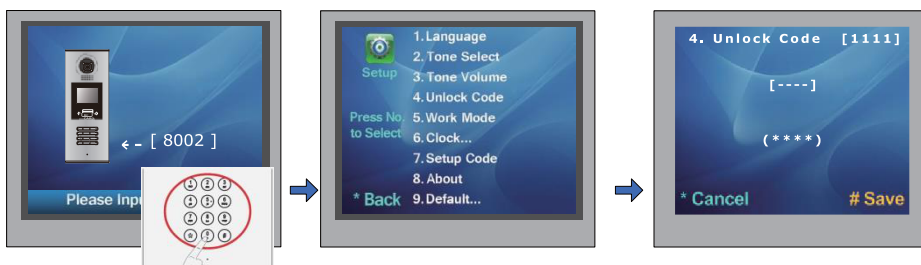 ← - [ 8002 ]
Please Inp
Setup
Press No.
to Select
* Back
1. Language
2. Tone Select
3. Tone Volume
4. Unlock Code
5. Work Mode
6. Clock...
7. Setup Code
8. About
9. Default...
4. Unlock Code [1111]
[----]
(****)
* Cancel # Save